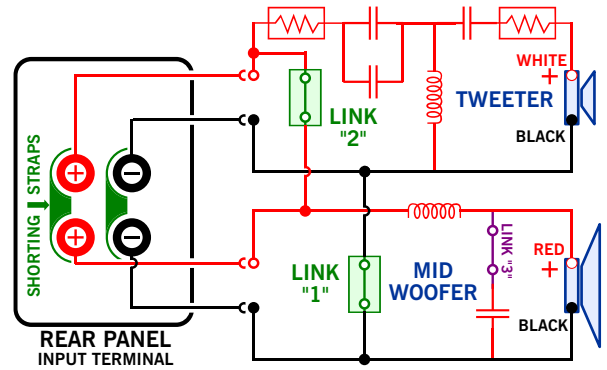 WHITE
+
TWEETER
BLACK
LINK
"2"
SHORTING STRAPS
+
−
+
−
LINK
"1"
MID
WOOFER
LINK "3"
RED
+
BLACK
REAR PANEL
INPUT TERMINAL